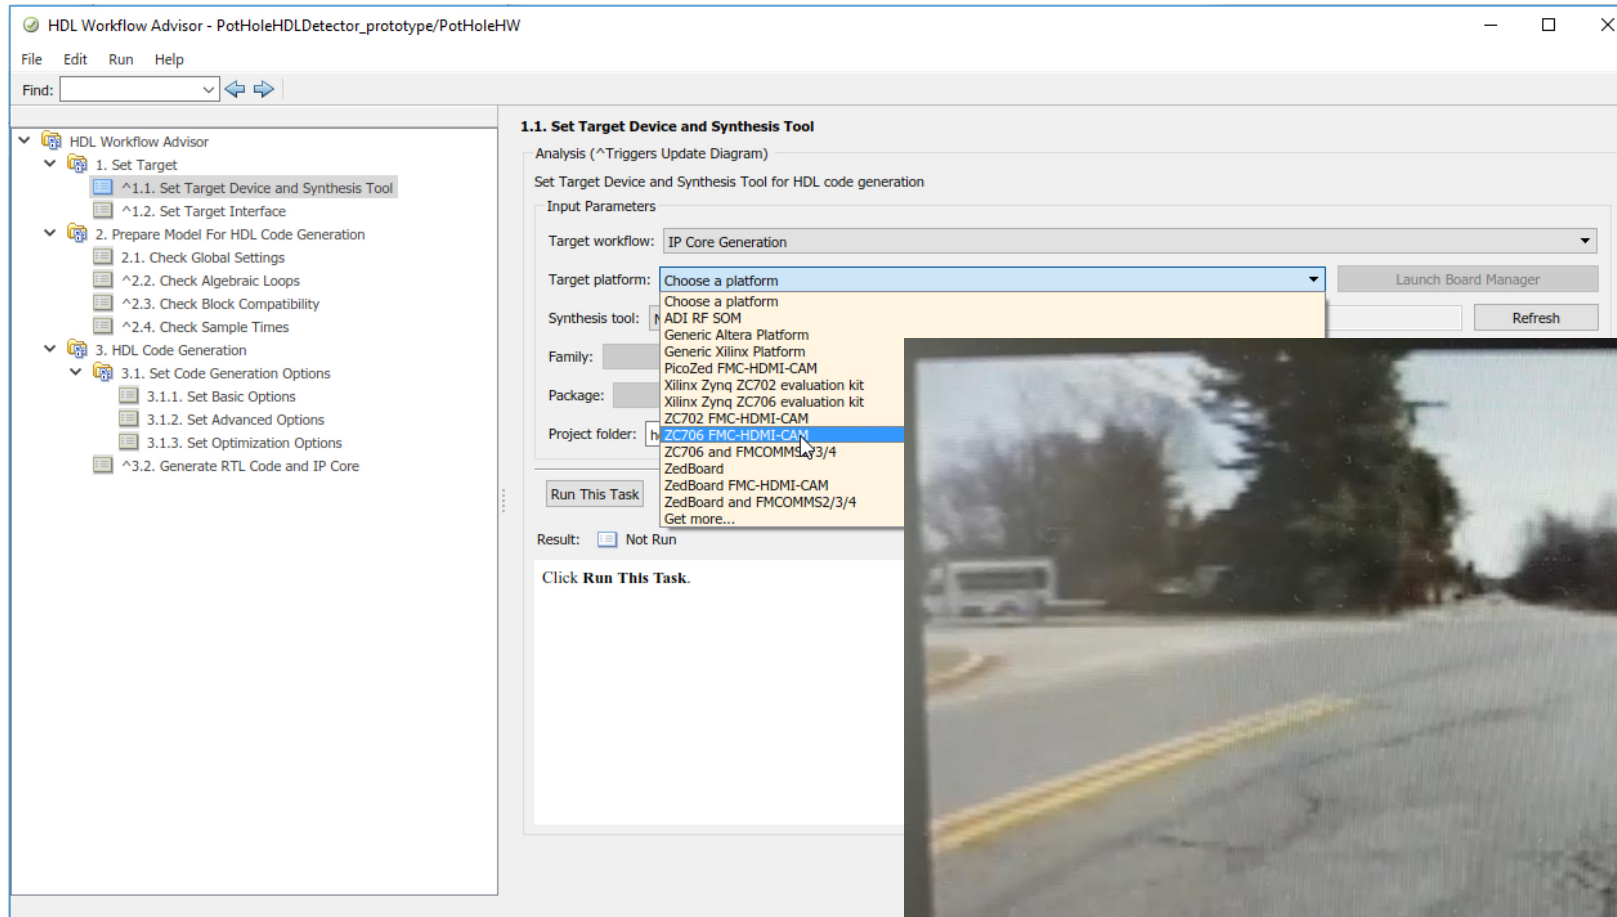 HDL Workflow Advisor - PotHoleHDLDetector_prototype/PotHoleHW
File Edit Run Help
Find:
HDL Workflow Advisor
1. Set Target
^1.1. Set Target Device and Synthesis Tool
^1.2. Set Target Interface
2. Prepare Model For HDL Code Generation
2.1. Check Global Settings
^2.2. Check Algebraic Loops
^2.3. Check Block Compatibility
^2.4. Check Sample Times
3. HDL Code Generation
3.1. Set Code Generation Options
3.1.1. Set Basic Options
3.1.2. Set Advanced Options
3.1.3. Set Optimization Options
^3.2. Generate RTL Code and IP Core
1.1. Set Target Device and Synthesis Tool
Analysis (^Triggers Update Diagram)
Set Target Device and Synthesis Tool for HDL code generation
Input Parameters
Target workflow: IP Core Generation
Target platform: Choose a platform Launch Board Manager
Choose a platform
ADI RF SOM
Synthesis tool: Refresh
Generic Altera Platform
Generic Xilinx Platform
Family:
PicoZed FMC-HDMI-CAM
Xilinx Zynq ZC702 evaluation kit
Package:
Xilinx Zynq ZC706 evaluation kit
ZC702 FMC-HDMI-CAM
Project folder:
ZC706 FMC-HDMI-CAM
ZC706 and FMCOMMS2/3/4
ZedBoard
ZedBoard FMC-HDMI-CAM
Run This Task
ZedBoard and FMCOMMS2/3/4
Get more...
Result: Not Run
Click Run This Task.